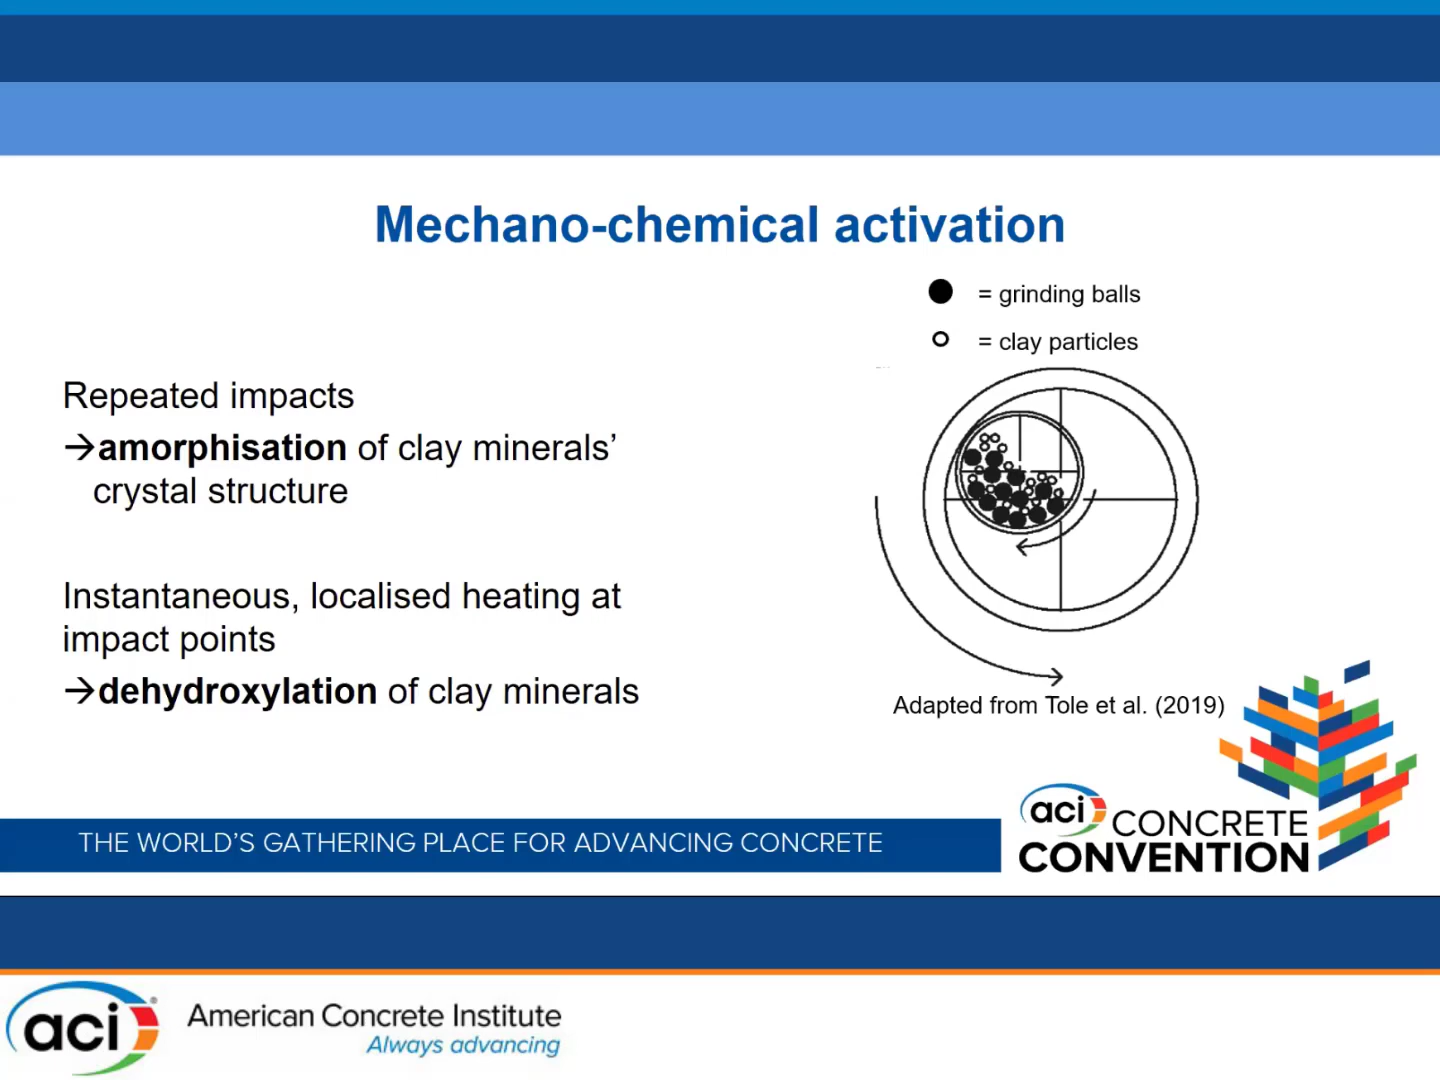 Mechano-chemical activation
= grinding balls
= clay particles
Repeated impacts
→amorphisation of clay minerals’
crystal structure
Instantaneous, localised heating at
impact points
→dehydroxylation of clay minerals
Adapted from Tole et al. (2019)
THE WORLD’S GATHERING PLACE FOR ADVANCING CONCRETE
aci CONCRETE
CONVENTION
aci® American Concrete Institute
Always advancing